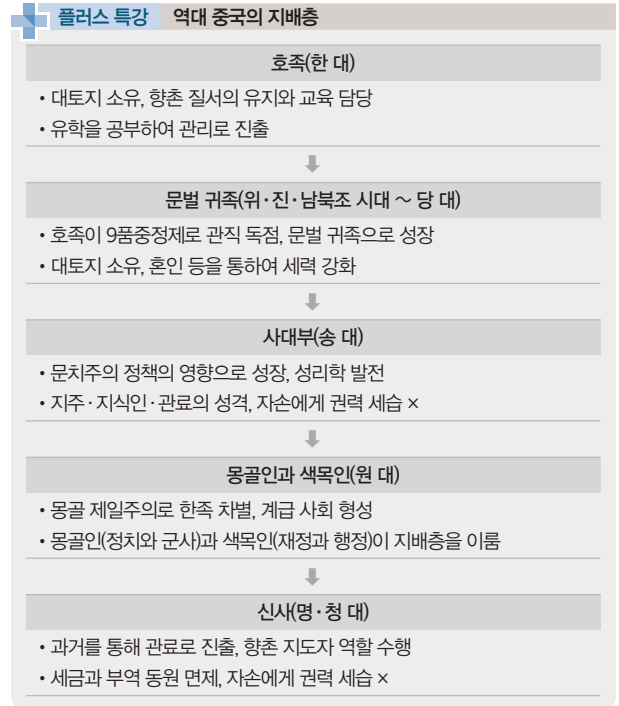 플러스 특강 역대 중국의 지배층
호족(한 대)
• 대토지 소유, 향촌 질서의 유지와 교육 담당
• 유학을 공부하여 관리로 진출
⬇
문벌 귀족(위·진·남북조 시대 ~ 당 대)
• 호족이 9품중정제로 관직 독점, 문벌 귀족으로 성장
• 대토지 소유, 혼인 등을 통하여 세력 강화
⬇
사대부(송 대)
• 문치주의 정책의 영향으로 성장, 성리학 발전
• 지주·지식인·관료의 성격, 자손에게 권력 세습 ×
⬇
몽골인과 색목인(원 대)
• 몽골 제일주의로 한족 차별, 계급 사회 형성
• 몽골인(정치와 군사)과 색목인(재정과 행정)이 지배층을 이룸
⬇
신사(명·청 대)
• 과거를 통해 관료로 진출, 향촌 지도자 역할 수행
• 세금과 부역 동원 면제, 자손에게 권력 세습 ×